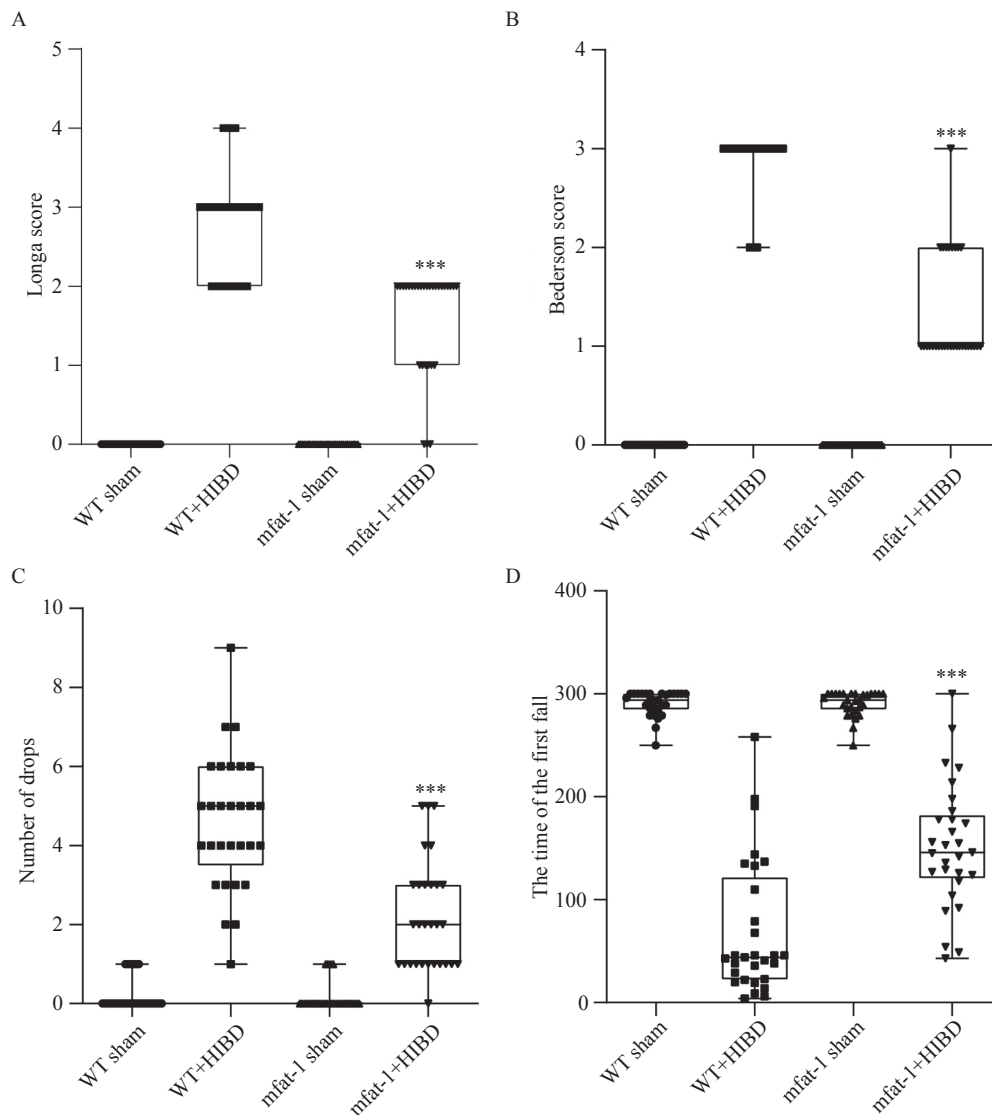 A
5
4
3
2
1
0
Longa score
***
WT sham
WT+HIBD
mfat-1 sham
mfat-1+HIBD
B
4
3
2
1
0
Bederson score
***
WT sham
WT+HIBD
mfat-1 sham
mfat-1+HIBD
C
10
8
6
4
2
0
Number of drops
***
WT sham
WT+HIBD
mfat-1 sham
mfat-1+HIBD
D
400
300
200
100
0
The time of the first fall
***
WT sham
WT+HIBD
mfat-1 sham
mfat-1+HIBD